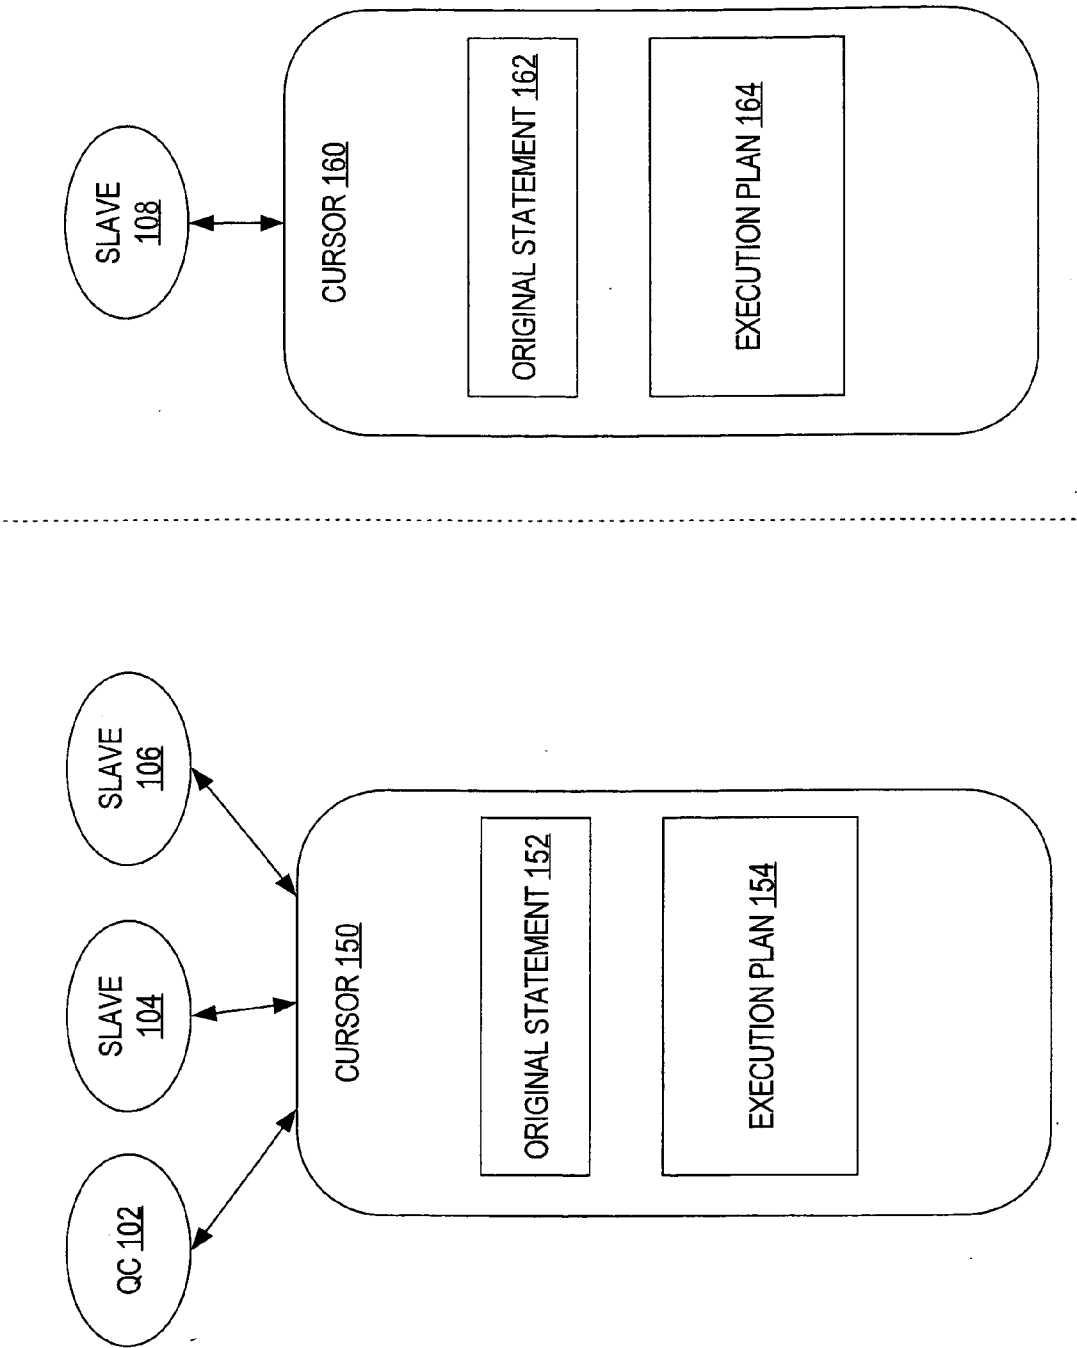 QC 102
SLAVE
104
SLAVE
106
CURSOR 150
ORIGINAL STATEMENT 152
EXECUTION PLAN 154
SLAVE
108
CURSOR 160
ORIGINAL STATEMENT 162
EXECUTION PLAN 164